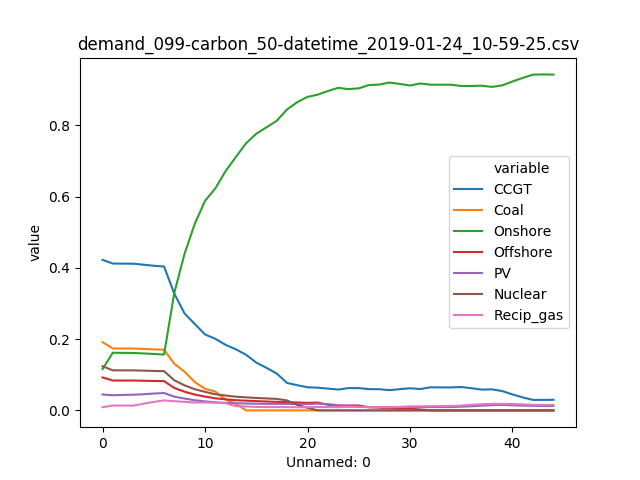 demand_099-carbon_50-datetime_2019-01-24_10-59-25.csv
value
0.8
0.6
0.4
0.2
0.0
variable
CCGT
Coal
Onshore
Offshore
PV
Nuclear
Recip_gas
0 10 20 30 40
Unnamed: 0